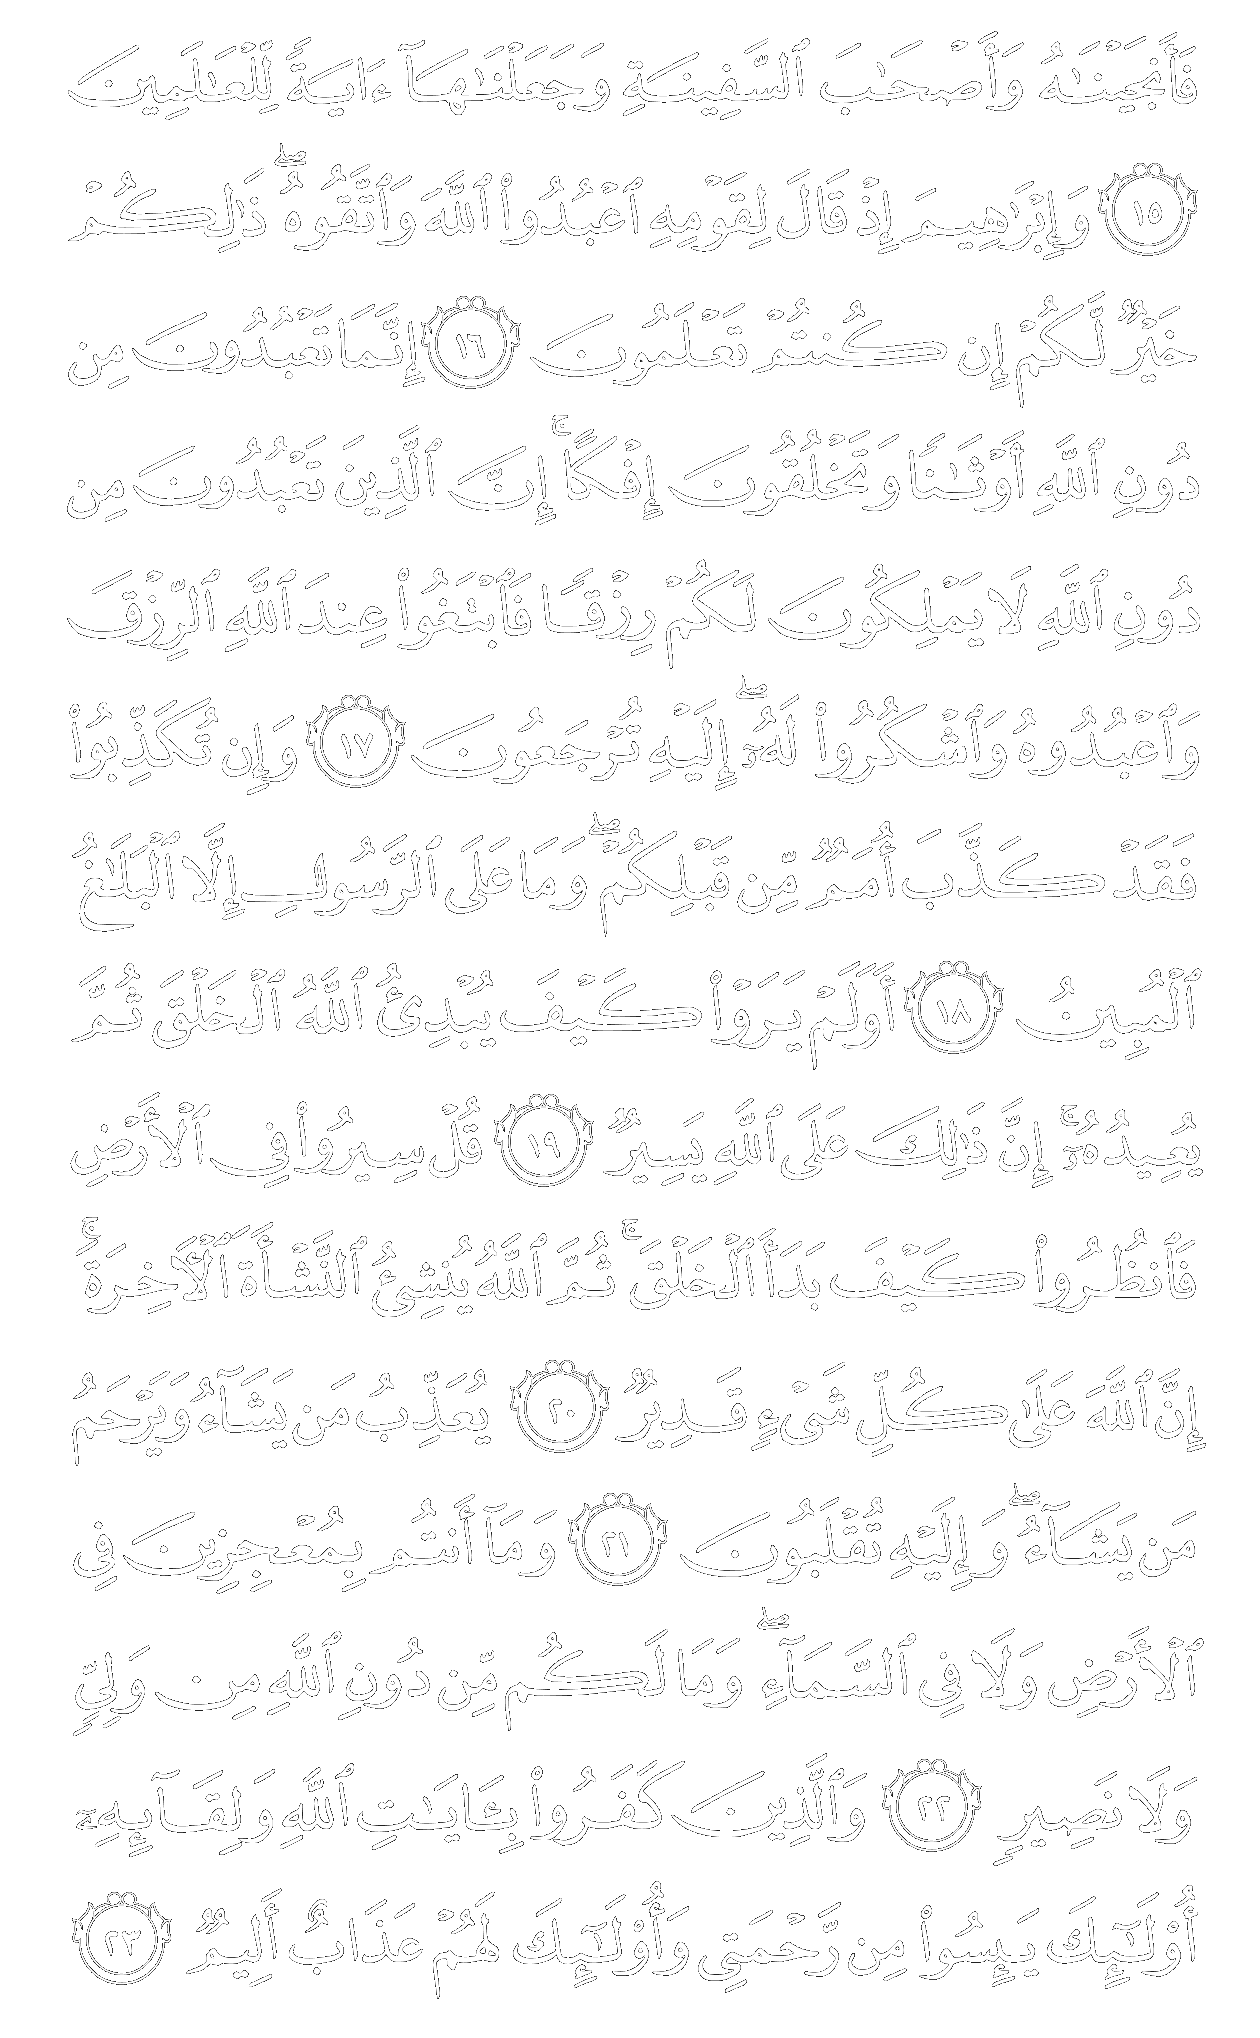 فَأَنجَيْنَٰهُ وَأَصْحَٰبَ ٱلسَّفِينَةِ وَجَعَلْنَٰهَآ ءَايَةً لِّلْعَٰلَمِينَ
١٥ وَإِبْرَٰهِيمَ إِذْ قَالَ لِقَوْمِهِ ٱعْبُدُوا۟ ٱللَّهَ وَٱتَّقُوهُ ۖ ذَٰلِكُمْ
خَيْرٌ لَّكُمْ إِن كُنتُمْ تَعْلَمُونَ ١٦ إِنَّمَا تَعْبُدُونَ مِن
دُونِ ٱللَّهِ أَوْثَٰنًا وَتَخْلُقُونَ إِفْكًا ۚ إِنَّ ٱلَّذِينَ تَعْبُدُونَ مِن
دُونِ ٱللَّهِ لَا يَمْلِكُونَ لَكُمْ رِزْقًا فَٱبْتَغُوا۟ عِندَ ٱللَّهِ ٱلرِّزْقَ
وَٱعْبُدُوهُ وَٱشْكُرُوا۟ لَهُۥٓ ۖ إِلَيْهِ تُرْجَعُونَ ١٧ وَإِن تُكَذِّبُوا۟
فَقَدْ كَذَّبَ أُمَمٌ مِّن قَبْلِكُمْ ۖ وَمَا عَلَى ٱلرَّسُولِ إِلَّا ٱلْبَلَٰغُ
ٱلْمُبِينُ ١٨ أَوَلَمْ يَرَوْا۟ كَيْفَ يُبْدِئُ ٱللَّهُ ٱلْخَلْقَ ثُمَّ
يُعِيدُهُۥٓ ۚ إِنَّ ذَٰلِكَ عَلَى ٱللَّهِ يَسِيرٌ ١٩ قُلْ سِيرُوا۟ فِى ٱلْأَرْضِ
فَٱنظُرُوا۟ كَيْفَ بَدَأَ ٱلْخَلْقَ ۚ ثُمَّ ٱللَّهُ يُنشِئُ ٱلنَّشْأَةَ ٱلْءَاخِرَةَ ۚ
إِنَّ ٱللَّهَ عَلَىٰ كُلِّ شَىْءٍ قَدِيرٌ ٢٠ يُعَذِّبُ مَن يَشَآءُ وَيَرْحَمُ
مَن يَشَآءُ ۖ وَإِلَيْهِ تُقْلَبُونَ ٢١ وَمَآ أَنتُم بِمُعْجِزِينَ فِى
ٱلْأَرْضِ وَلَا فِى ٱلسَّمَآءِ ۖ وَمَا لَكُم مِّن دُونِ ٱللَّهِ مِن وَلِىٍّ
وَلَا نَصِيرٍ ٢٢ وَٱلَّذِينَ كَفَرُوا۟ بِـَٔايَٰتِ ٱللَّهِ وَلِقَآئِهِۦٓ
أُو۟لَٰٓئِكَ يَئِسُوا۟ مِن رَّحْمَتِى وَأُو۟لَٰٓئِكَ لَهُمْ عَذَابٌ أَلِيمٌ ٢٣